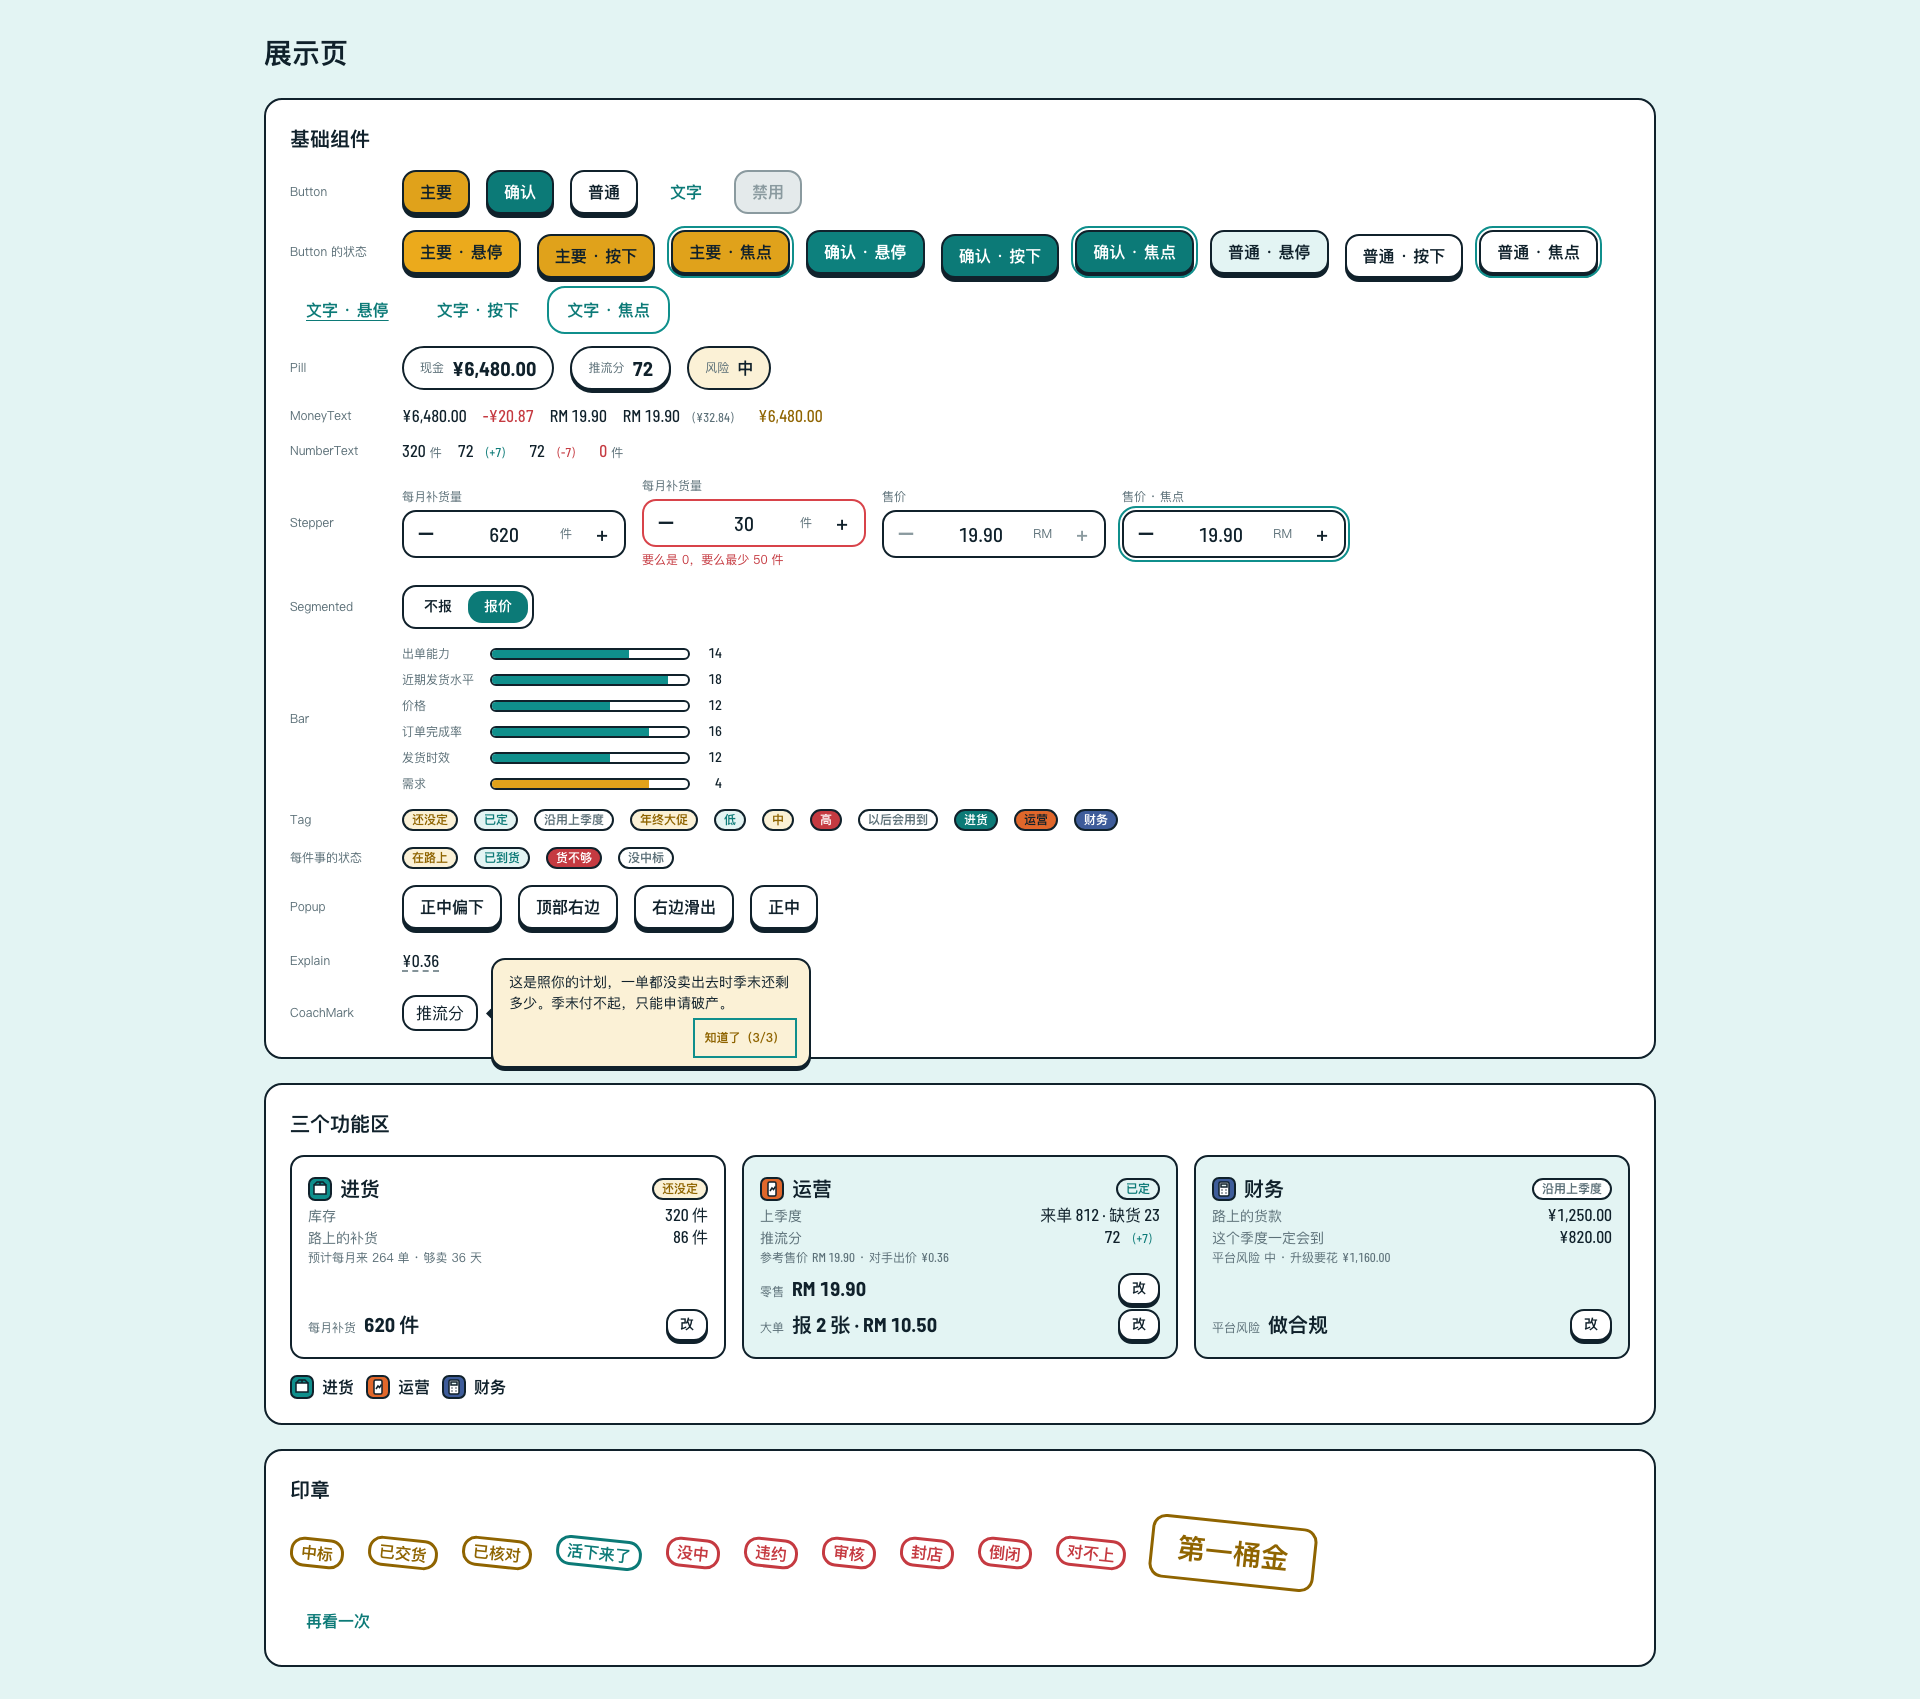 展示页
基础组件
Button 主要 确认 普通 文字 禁用
Button 的状态 主要 · 悬停 主要 · 按下 主要 · 焦点 确认 · 悬停 确认 · 按下 确认 · 焦点 普通 · 悬停 普通 · 按下 普通 · 焦点
文字 · 悬停 文字 · 按下 文字 · 焦点
Pill 现金 ¥6,480.00 推流分 72 风险 中
MoneyText ¥6,480.00 -¥20.87 RM 19.90 RM 19.90 (¥32.84) ¥6,480.00
NumberText 320 件 72 (+7) 72 (-7) 0 件
每月补货量 每月补货量 售价 售价 · 焦点
Stepper — 620 件 + — 30 件 + — 19.90 RM + — 19.90 RM +
要么是 0，要么最少 50 件
Segmented 不报 报价
Bar
出单能力 14
近期发货水平 18
价格 12
订单完成率 16
发货时效 12
需求 4
Tag 还没定 已定 沿用上季度 年终大促 低 中 高 以后会用到 进货 运营 财务
每件事的状态 在路上 已到货 货不够 没中标
Popup 正中偏下 顶部右边 右边滑出 正中
Explain ¥0.36
CoachMark 推流分
这是照你的计划，一单都没卖出去时季末还剩
多少。季末付不起，只能申请破产。
知道了（3/3）
三个功能区
进货 还没定
库存 320 件
路上的补货 86 件
预计每月来 264 单 · 够卖 36 天
每月补货 620 件 改
运营 已定
上季度 来单 812 · 缺货 23
推流分 72 (+7)
参考售价 RM 19.90 · 对手出价 ¥0.36
零售 RM 19.90 改
大单 报 2 张 · RM 10.50 改
财务 沿用上季度
路上的货款 ¥1,250.00
这个季度一定会到 ¥820.00
平台风险 中 · 升级要花 ¥1,160.00
平台风险 做合规 改
进货 运营 财务
印章
中标 已交货 已核对 活下来了 没中 违约 审核 封店 倒闭 对不上 第一桶金
再看一次